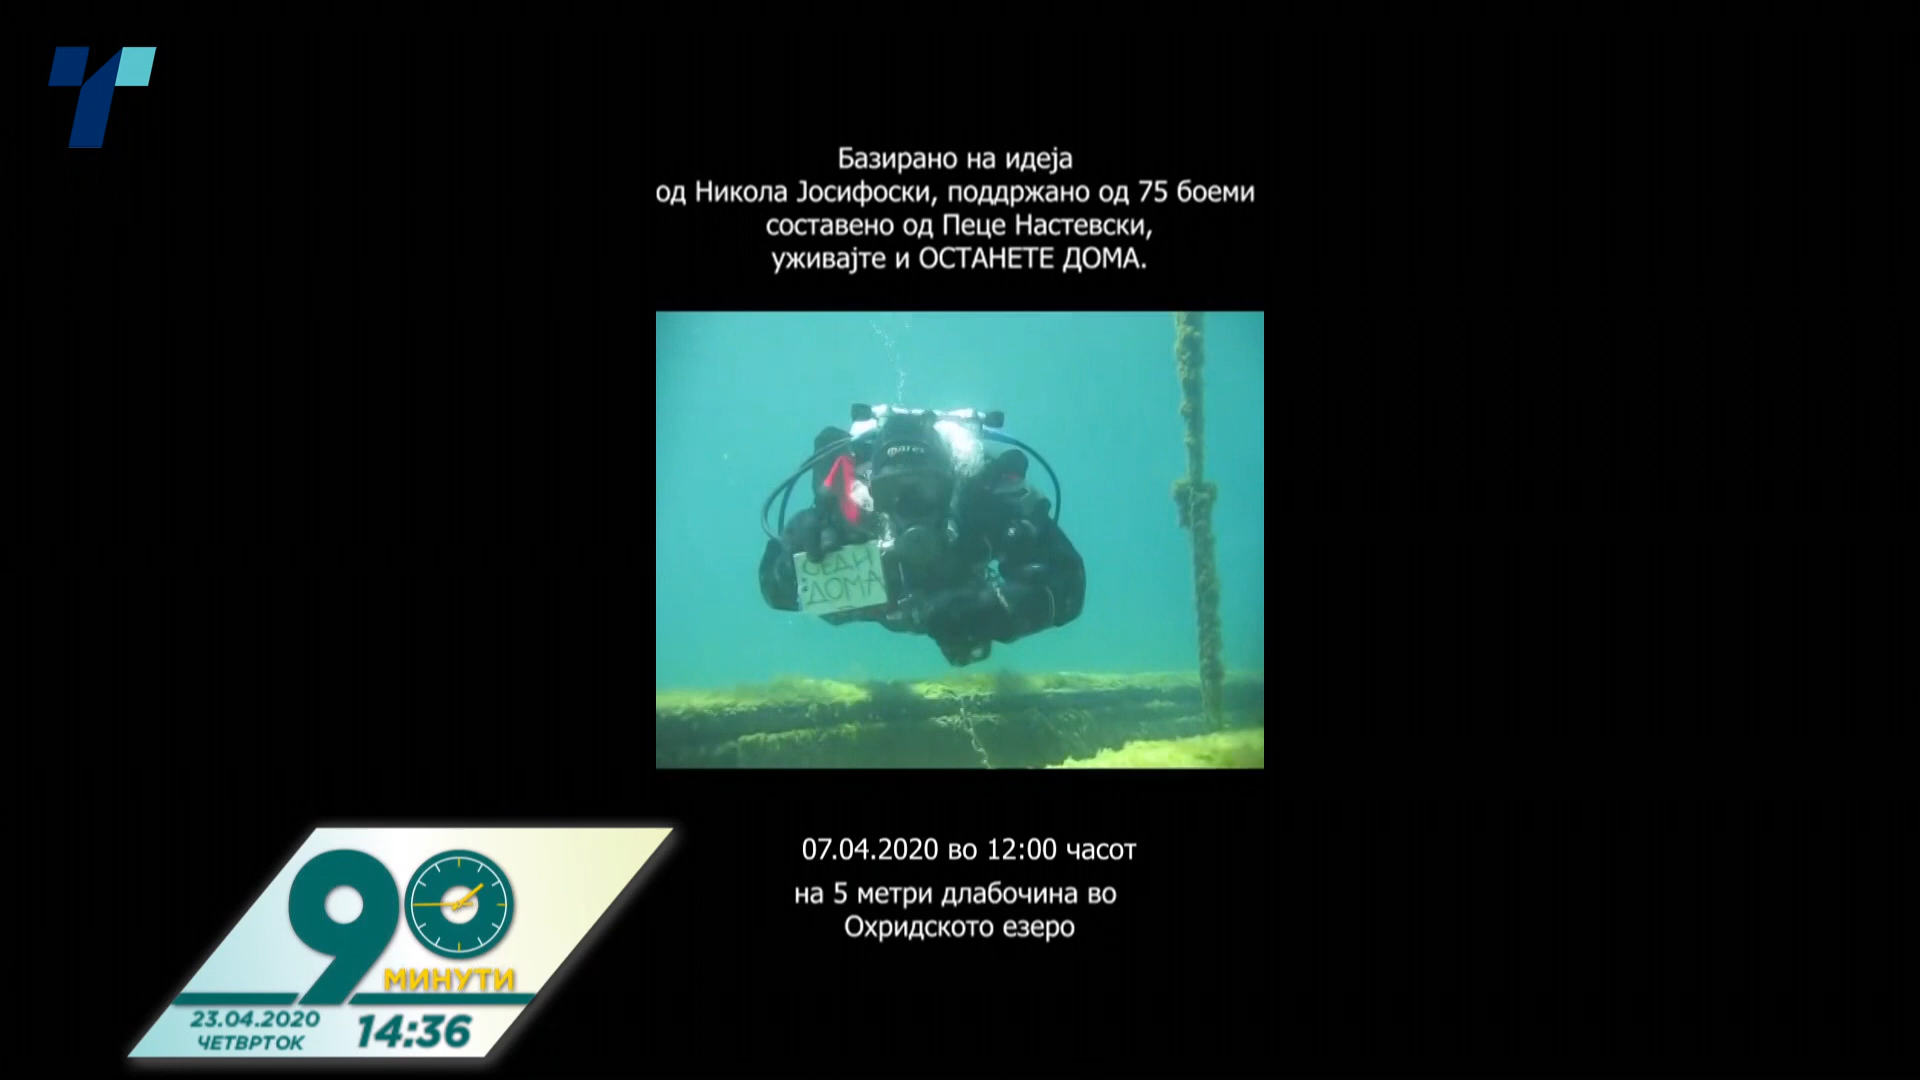 Базирано на идеја
од Никола Јосифоски, поддржано од 75 боеми
составено од Пеце Настевски,
уживајте и ОСТАНЕТЕ ДОМА.
mares
СЕДИ
ДОМА
07.04.2020 во 12:00 часот
на 5 метри длабочина во
Охридското езеро
90
МИНУТИ
23.04.2020
ЧЕТВРТОК
14:36